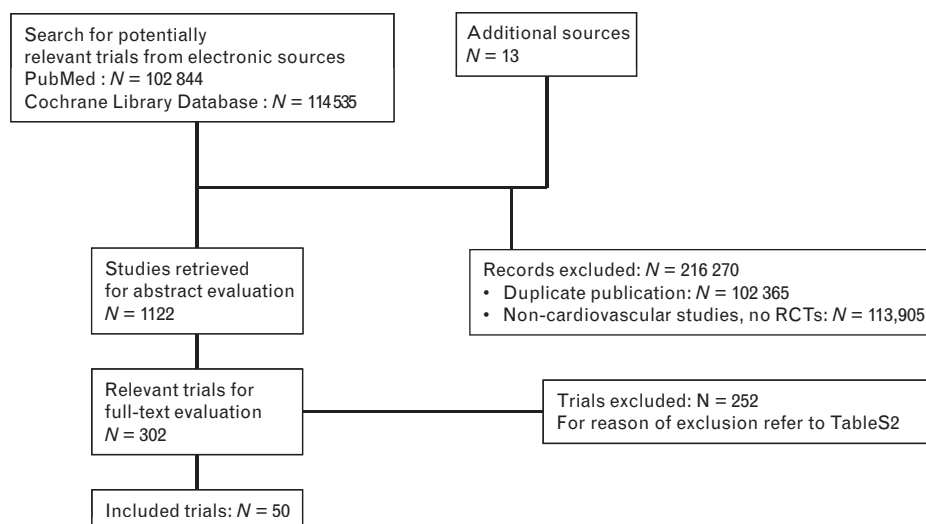 Search for potentially
relevant trials from electronic sources
PubMed : N = 102 844
Cochrane Library Database : N = 114 535
Additional sources
N = 13
Studies retrieved
for abstract evaluation
N = 1122
Records excluded: N = 216 270
• Duplicate publication: N = 102 365
• Non-cardiovascular studies, no RCTs: N = 113,905
Relevant trials for
full-text evaluation
N = 302
Trials excluded: N = 252
For reason of exclusion refer to TableS2
Included trials: N = 50